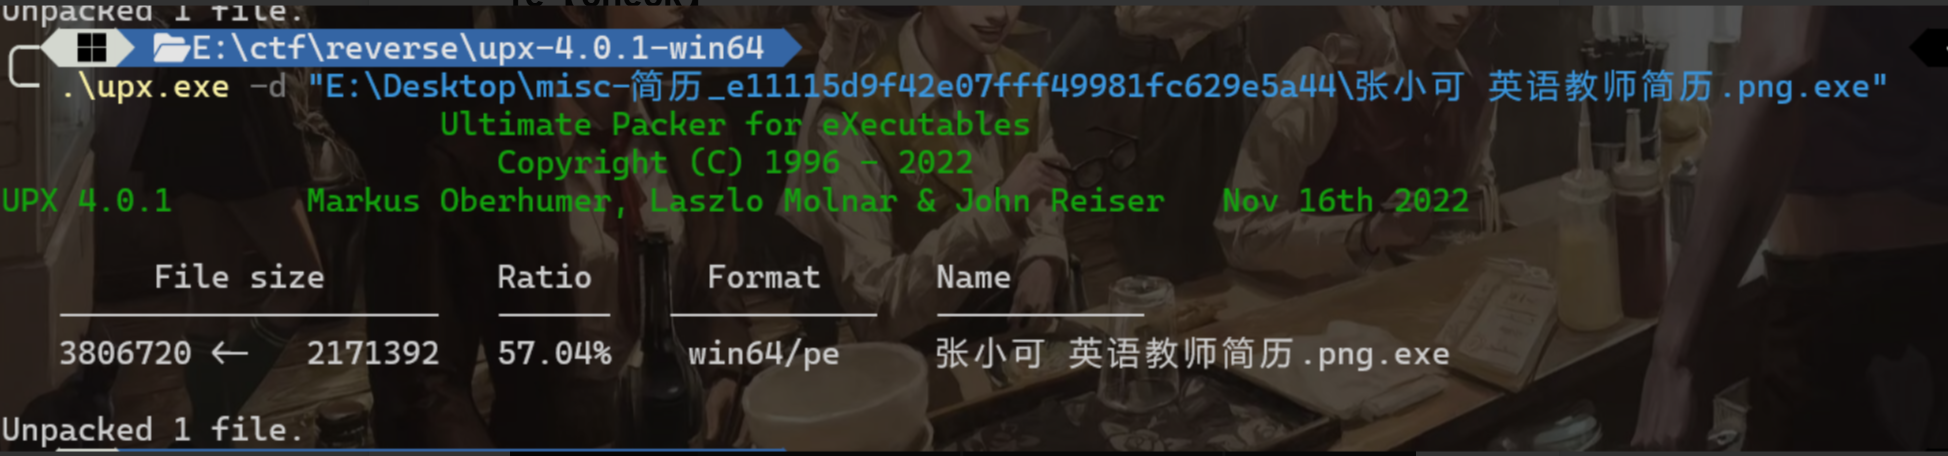 Unpacked 1 file.
E:\ctf\reverse\upx-4.0.1-win64
.\upx.exe -d "E:\Desktop\misc-简历_e11115d9f42e07fff49981fc629e5a44\张小可 英语教师简历.png.exe"
Ultimate Packer for eXecutables
Copyright (C) 1996 - 2022
UPX 4.0.1 Markus Oberhumer, Laszlo Molnar & John Reiser Nov 16th 2022
File size Ratio Format Name
3806720 <- 2171392 57.04% win64/pe 张小可 英语教师简历.png.exe
Unpacked 1 file.